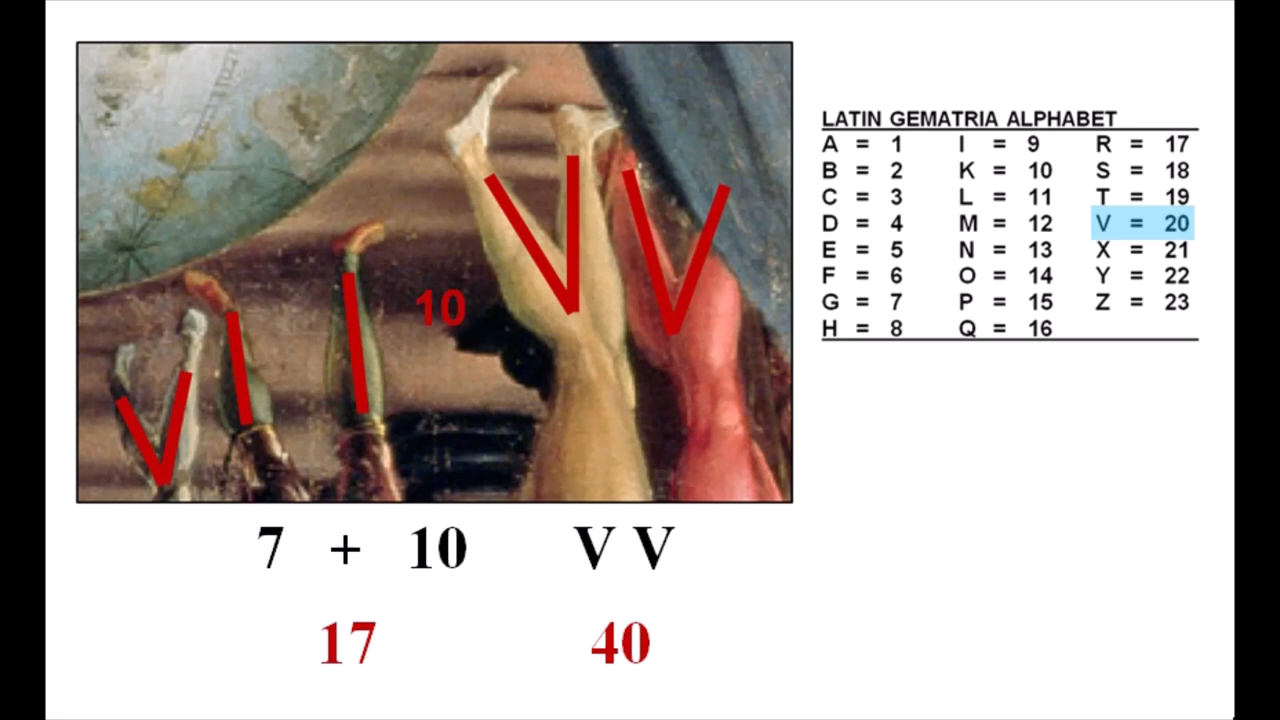 LATIN GEMATRIA ALPHABET
A = 1 I = 9 R = 17
B = 2 K = 10 S = 18
C = 3 L = 11 T = 19
D = 4 M = 12 V = 20
E = 5 N = 13 X = 21
F = 6 O = 14 Y = 22
G = 7 P = 15 Z = 23
H = 8 Q = 16
10
V I I V V
7 + 10 V V
17 40